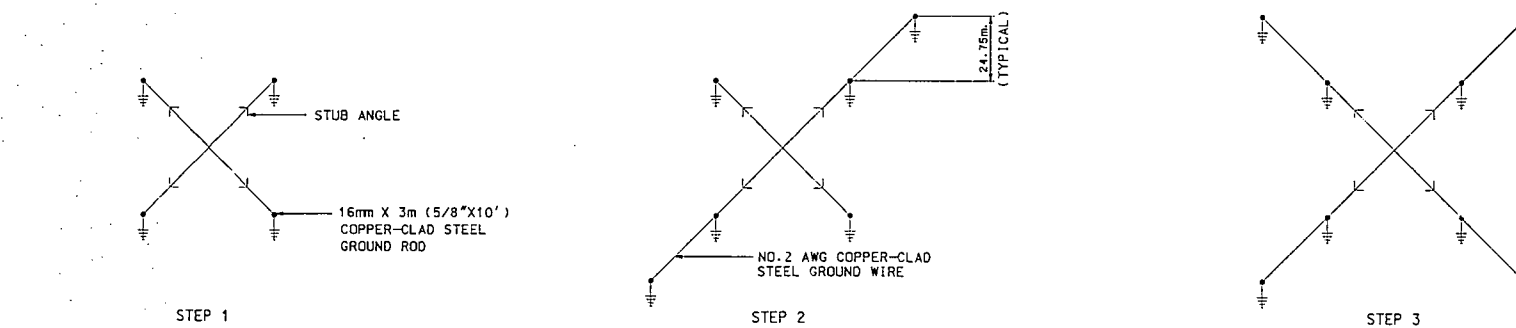 24.75m.
(TYPICAL)
STUB ANGLE
16mm X 3m (5/8"X10')
COPPER-CLAD STEEL
GROUND ROD
NO.2 AWG COPPER-CLAD
STEEL GROUND WIRE
STEP 1
STEP 2
STEP 3